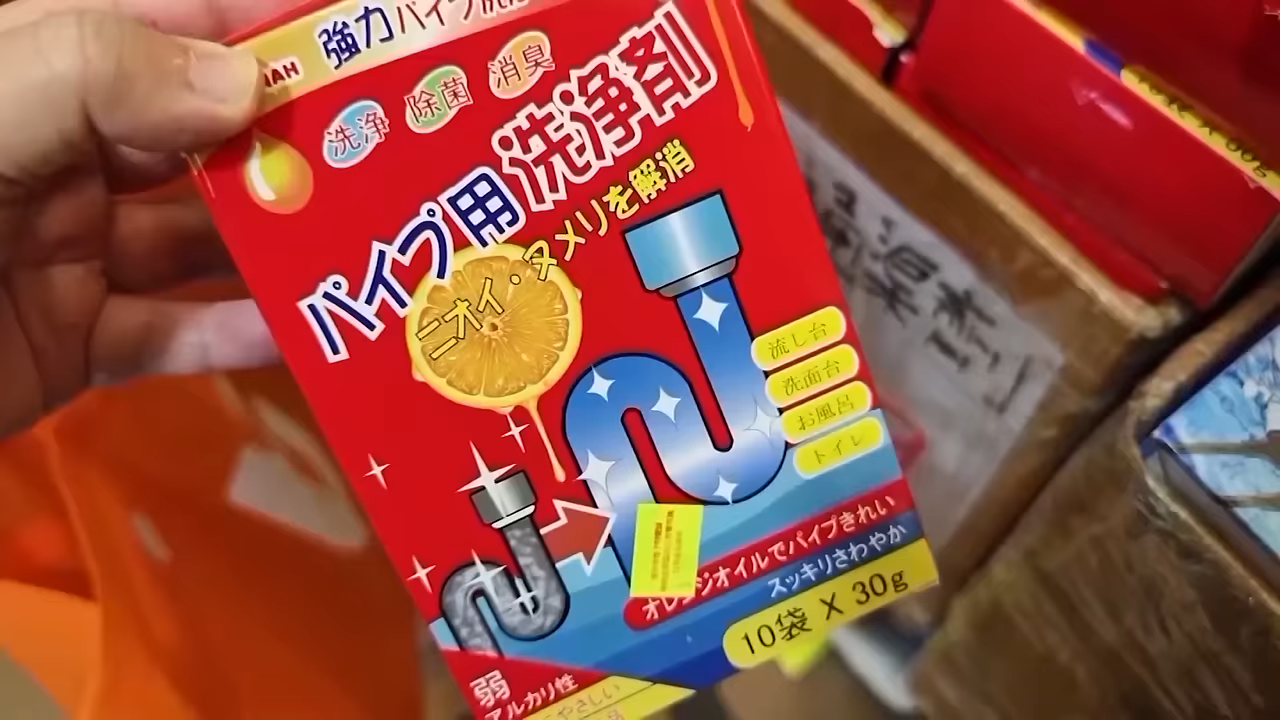 強力パイプ洗浄
洗浄
除菌
消臭
パイプ用洗浄剤
ニオイ・ヌメリを解消
流し台
洗面台
お風呂
トイレ
オレンジオイルでパイプきれい
スッキリさわやか
10袋 X 30g
弱
アルカリ性